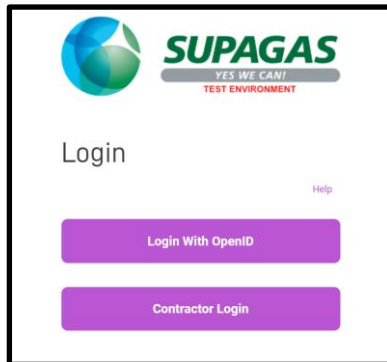 SUPAGAS
YES WE CAN!
TEST ENVIRONMENT
Login
Help
Login With OpenID
Contractor Login